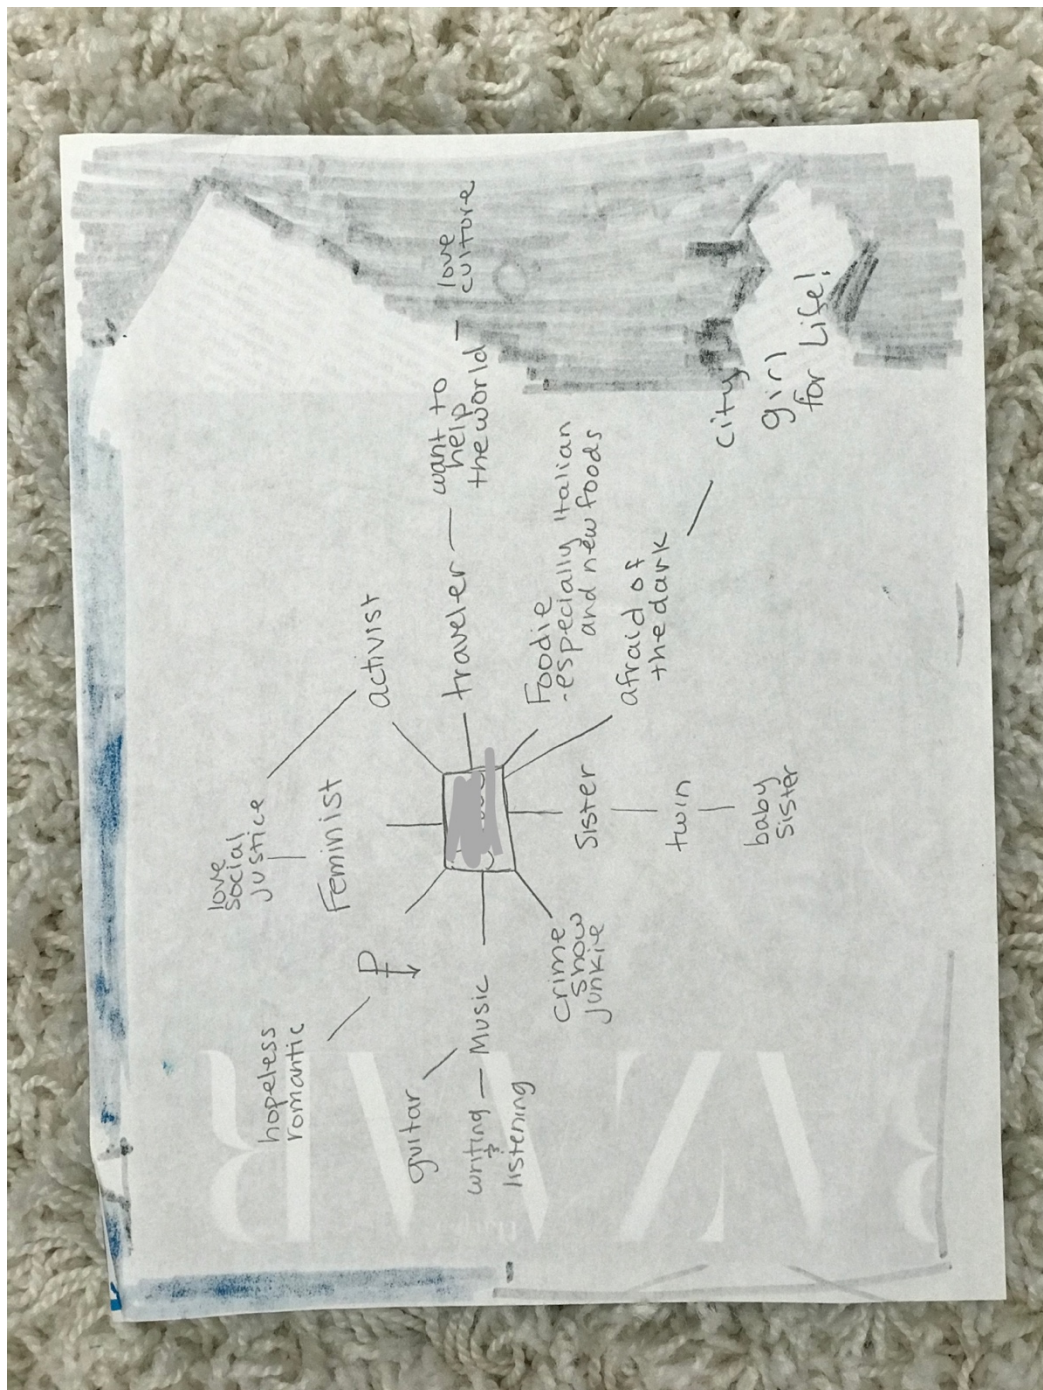 love
social
justice
Feminist
activist
traveler
want to
help
the world
love
culture
Foodie
-especially Italian
and new foods
afraid of
the dark
city
girl
for Life!
Sister
twin
baby
sister
crime
show
junkie
Music
guitar
writing
&
listening
hopeless
romantic